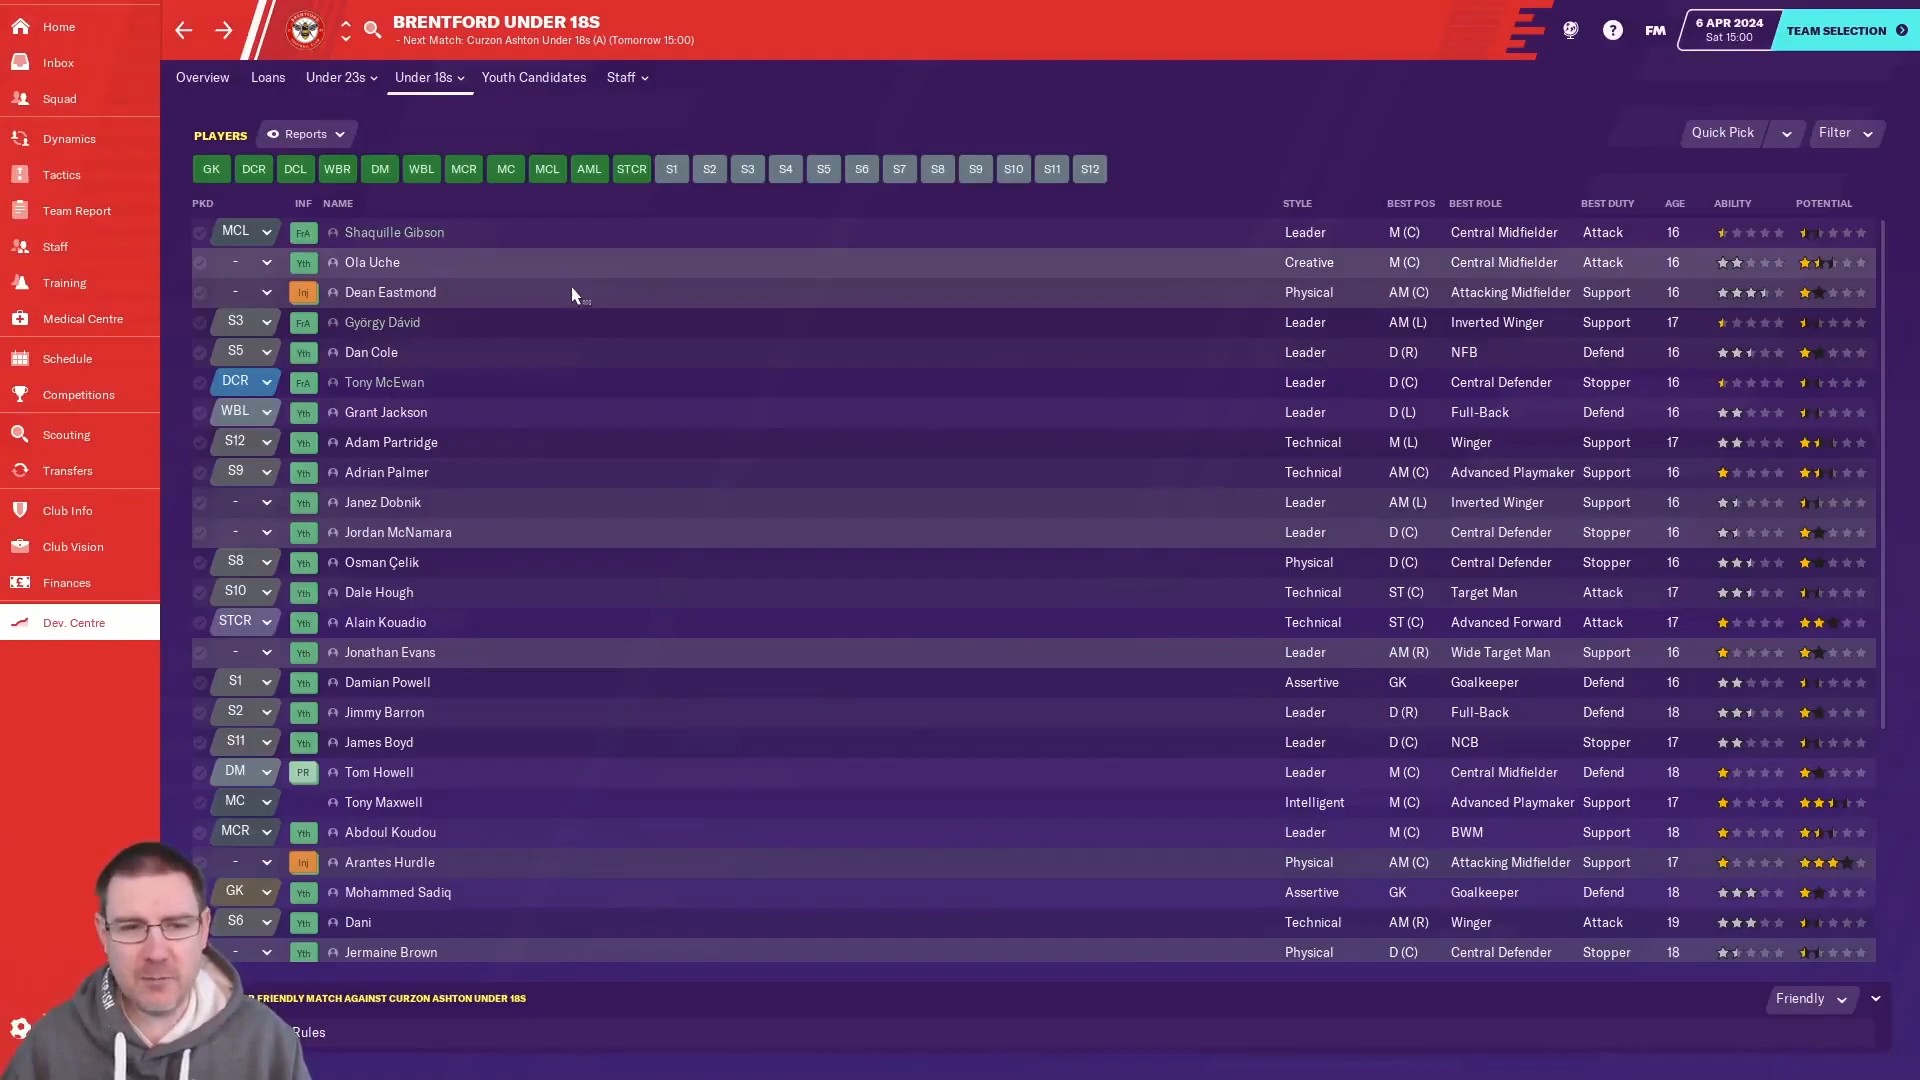 Home
Inbox
Squad
Dynamics
Tactics
Team Report
Staff
Training
Medical Centre
Schedule
Competitions
Scouting
Transfers
Club Info
Club Vision
Finances
Dev. Centre
BRENTFORD UNDER 18S
- Next Match: Curzon Ashton Under 18s (A) (Tomorrow 15:00)
? FM
6 APR 2024
Sat 15:00
TEAM SELECTION
Overview Loans Under 23s Under 18s Youth Candidates Staff
PLAYERS Reports Quick Pick Filter
GK DCR DCL WBR DM WBL MCR MC MCL AML STCR S1 S2 S3 S4 S5 S6 S7 S8 S9 S10 S11 S12
PKD INF NAME STYLE BEST POS BEST ROLE BEST DUTY AGE ABILITY POTENTIAL
MCL FrA Shaquille Gibson Leader M (C) Central Midfielder Attack 16
- Yth Ola Uche Creative M (C) Central Midfielder Attack 16
- Inj Dean Eastmond Physical AM (C) Attacking Midfielder Support 16
S3 FrA György Dávid Leader AM (L) Inverted Winger Support 17
S5 Yth Dan Cole Leader D (R) NFB Defend 16
DCR FrA Tony McEwan Leader D (C) Central Defender Stopper 16
WBL Yth Grant Jackson Leader D (L) Full-Back Defend 16
S12 Yth Adam Partridge Technical M (L) Winger Support 17
S9 Yth Adrian Palmer Technical AM (C) Advanced Playmaker Support 16
- Yth Janez Dobnik Leader AM (L) Inverted Winger Support 16
- Yth Jordan McNamara Leader D (C) Central Defender Stopper 16
S8 Yth Osman Çelik Physical D (C) Central Defender Stopper 16
S10 Yth Dale Hough Technical ST (C) Target Man Attack 17
STCR Yth Alain Kouadio Technical ST (C) Advanced Forward Attack 17
- Yth Jonathan Evans Leader AM (R) Wide Target Man Support 16
S1 Yth Damian Powell Assertive GK Goalkeeper Defend 16
S2 Yth Jimmy Barron Leader D (R) Full-Back Defend 18
S11 Yth James Boyd Leader D (C) NCB Stopper 17
DM PR Tom Howell Leader M (C) Central Midfielder Defend 18
MC Tony Maxwell Intelligent M (C) Advanced Playmaker Support 17
MCR Yth Abdoul Koudou Leader M (C) BWM Support 18
- Inj Arantes Hurdle Physical AM (C) Attacking Midfielder Support 17
GK Yth Mohammed Sadiq Assertive GK Goalkeeper Defend 18
S6 Yth Dani Technical AM (R) Winger Attack 19
- Yth Jermaine Brown Physical D (C) Central Defender Stopper 18
FRIENDLY MATCH AGAINST CURZON ASHTON UNDER 18S Friendly
Rules